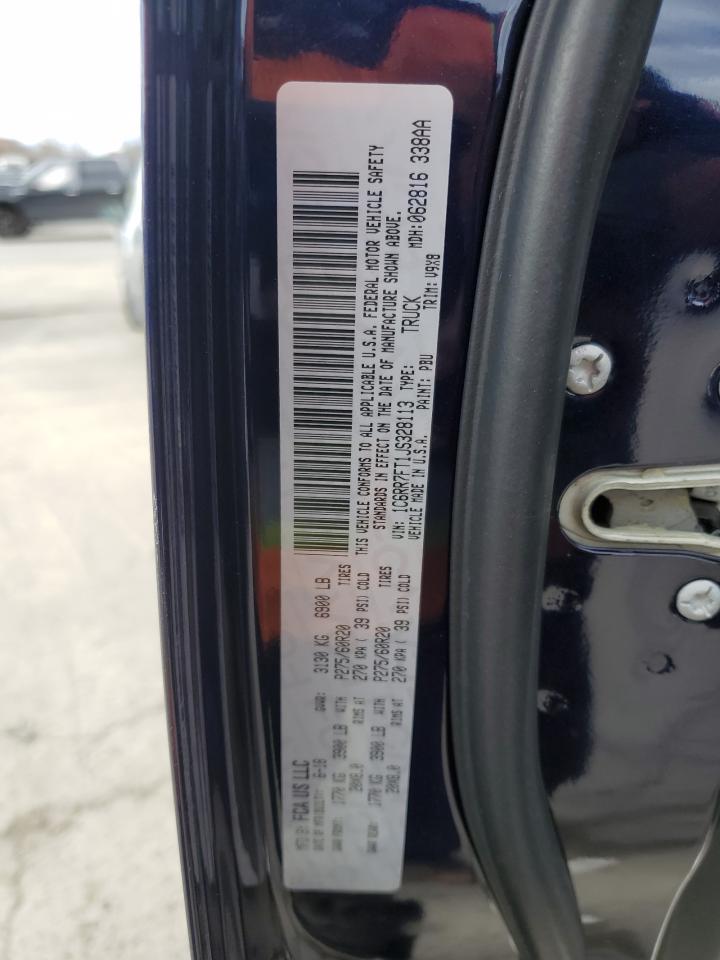 MFD BY: FCA US LLC
DATE OF MFR: 6-18 GVWR: 3130 KG 6900 LB
GAWR FRONT: 1770 KG 3900 LB WITH P275/60R20 TIRES
20X8.0 RIMS AT 270 KPA ( 39 PSI) COLD
GAWR REAR: 1770 KG 3900 LB WITH P275/60R20 TIRES
20X8.0 RIMS AT 270 KPA ( 39 PSI) COLD
THIS VEHICLE CONFORMS TO ALL APPLICABLE U.S.A. FEDERAL MOTOR VEHICLE SAFETY
STANDARDS IN EFFECT ON THE DATE OF MANUFACTURE SHOWN ABOVE.
VIN: 1C6RR7FT1JS328113 TYPE: TRUCK MDH:062816 338AA
VEHICLE MADE IN U.S.A. PAINT: PBU TRIM: V9X8